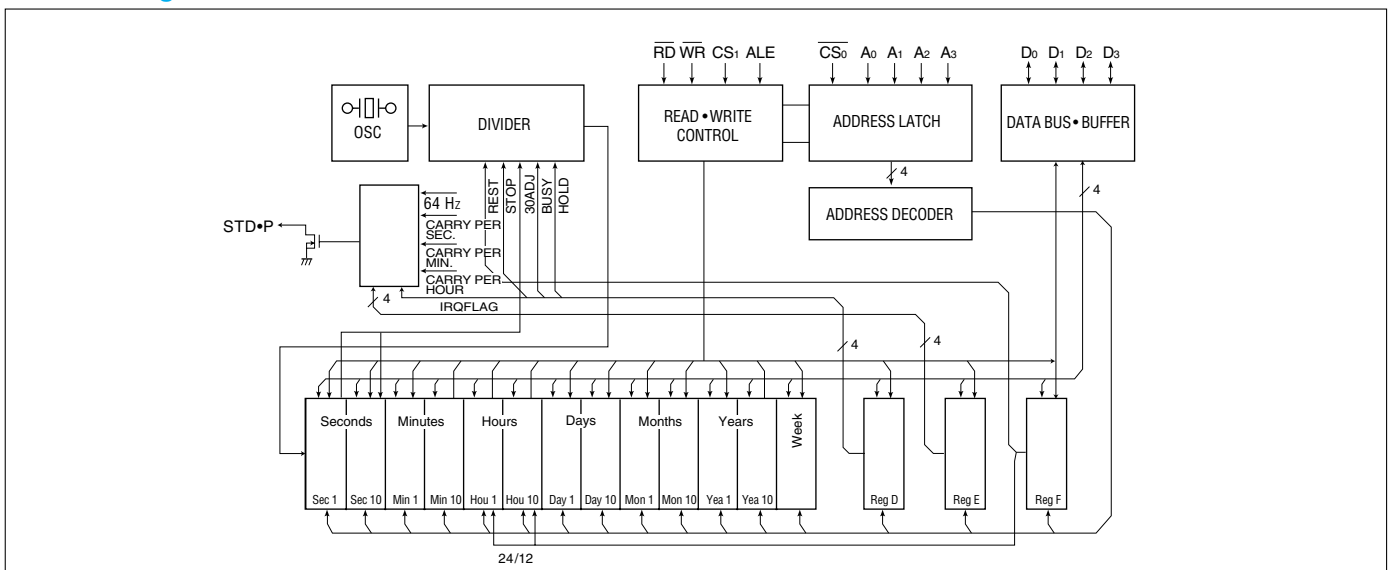 RD WR CS1 ALE
CS0 A0 A1 A2 A3
D0 D1 D2 D3
OSC
DIVIDER
READ•WRITE
CONTROL
ADDRESS LATCH
DATA BUS•BUFFER
4
4
REST
STOP
30ADJ
BUSY
HOLD
ADDRESS DECODER
64 Hz
STD•P
CARRY PER
SEC.
CARRY PER
MIN.
CARRY PER
HOUR
4
IRQFLAG
4
4
Seconds
Minutes
Hours
Days
Months
Years
Week
Sec 1
Sec 10
Min 1
Min 10
Hou 1
Hou 10
Day 1
Day 10
Mon 1
Mon 10
Yea 1
Yea 10
Reg D
Reg E
Reg F
24/12